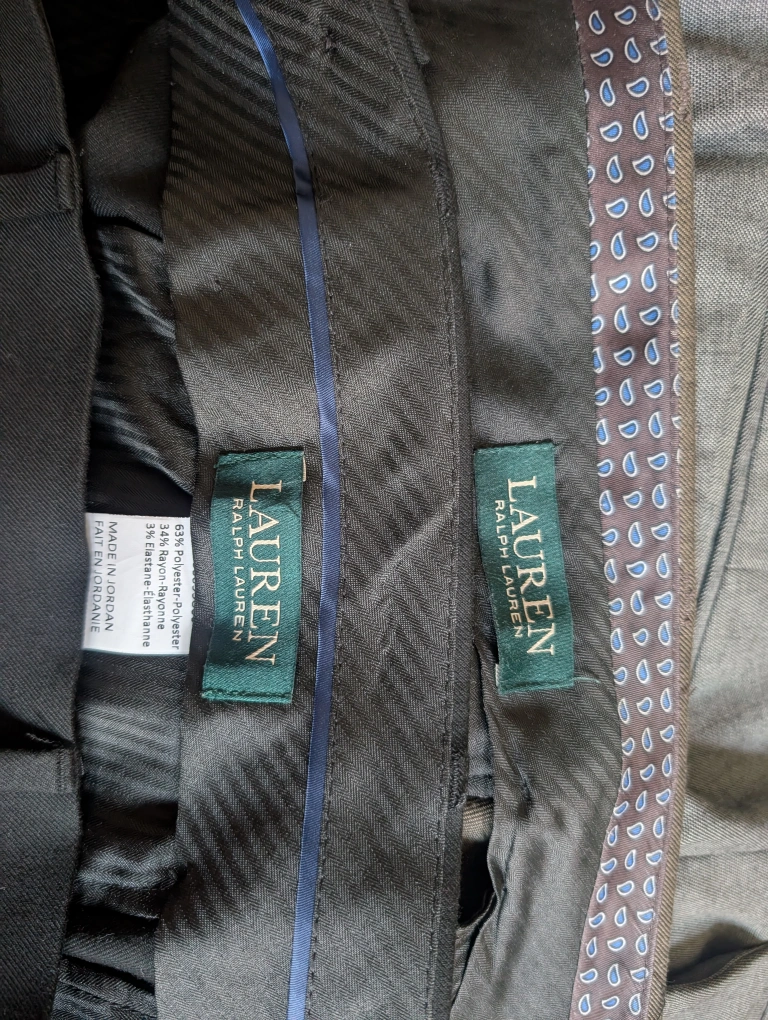 63% Polyester-Polyester
34% Rayon-Rayonne
3% Elastane-Élasthanne
MADE IN JORDAN
FAIT EN JORDANIE
LAUREN
RALPH LAUREN
LAUREN
RALPH LAUREN